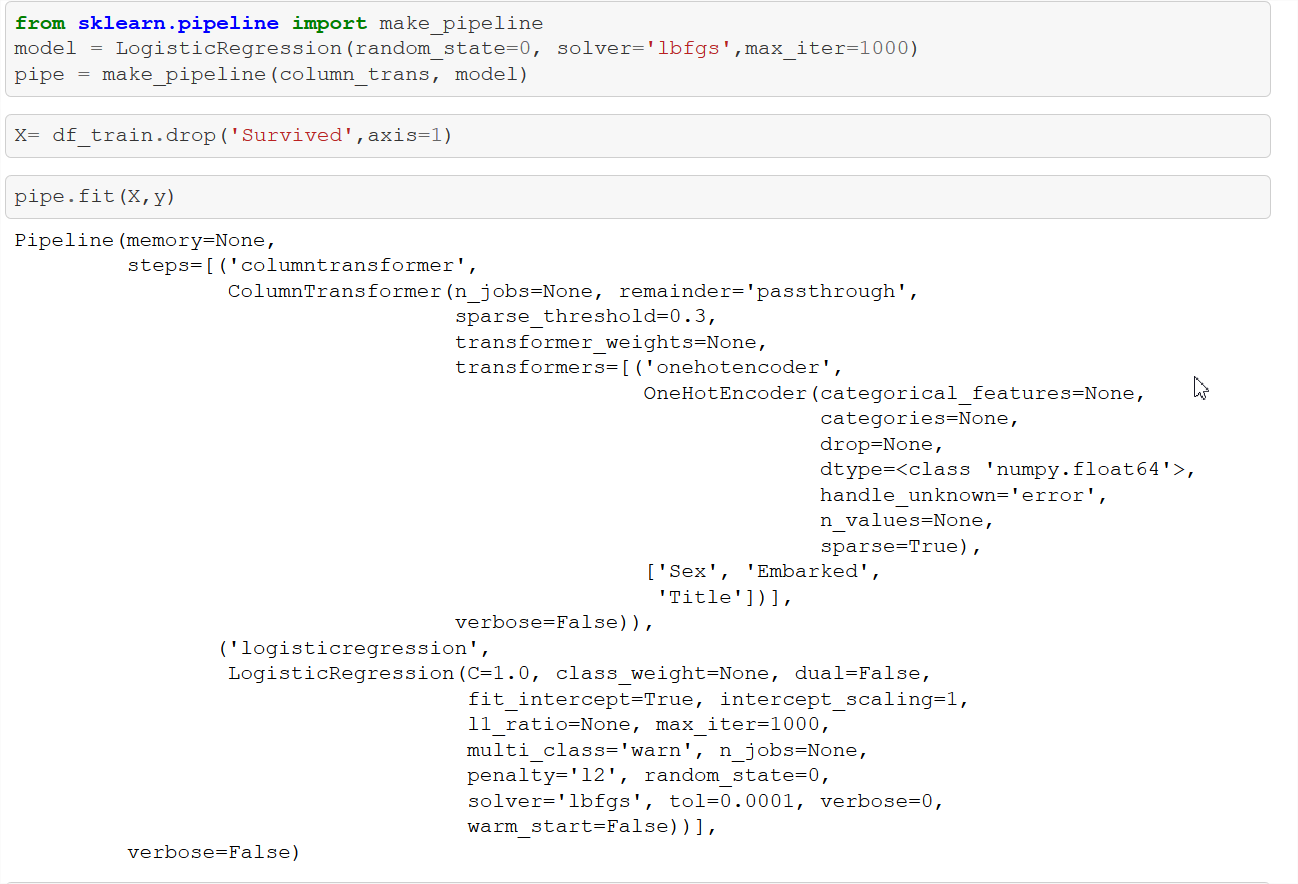 from sklearn.pipeline import make_pipeline
model = LogisticRegression(random_state=0, solver='lbfgs',max_iter=1000)
pipe = make_pipeline(column_trans, model)
X= df_train.drop('Survived',axis=1)
pipe.fit(X,y)
Pipeline(memory=None,
         steps=[('columntransformer',
                 ColumnTransformer(n_jobs=None, remainder='passthrough',
                                   sparse_threshold=0.3,
                                   transformer_weights=None,
                                   transformers=[('onehotencoder',
                                                  OneHotEncoder(categorical_features=None,
                                                                categories=None,
                                                                drop=None,
                                                                dtype=<class 'numpy.float64'>,
                                                                handle_unknown='error',
                                                                n_values=None,
                                                                sparse=True),
                                                  ['Sex', 'Embarked',
                                                   'Title'])],
                                   verbose=False)),
                ('logisticregression',
                 LogisticRegression(C=1.0, class_weight=None, dual=False,
                                    fit_intercept=True, intercept_scaling=1,
                                    l1_ratio=None, max_iter=1000,
                                    multi_class='warn', n_jobs=None,
                                    penalty='l2', random_state=0,
                                    solver='lbfgs', tol=0.0001, verbose=0,
                                    warm_start=False))],
         verbose=False)